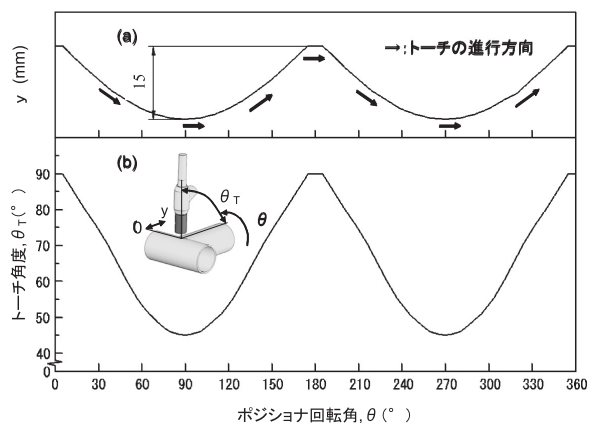 (a)
→:トーチの進行方向
y (mm)
15
(b)
θT
y
0
θ
トーチ角度, θT(°)
90
80
70
60
50
40
0
0 30 60 90 120 150 180 210 240 270 300 330 360
ポジショナ回転角, θ(°)